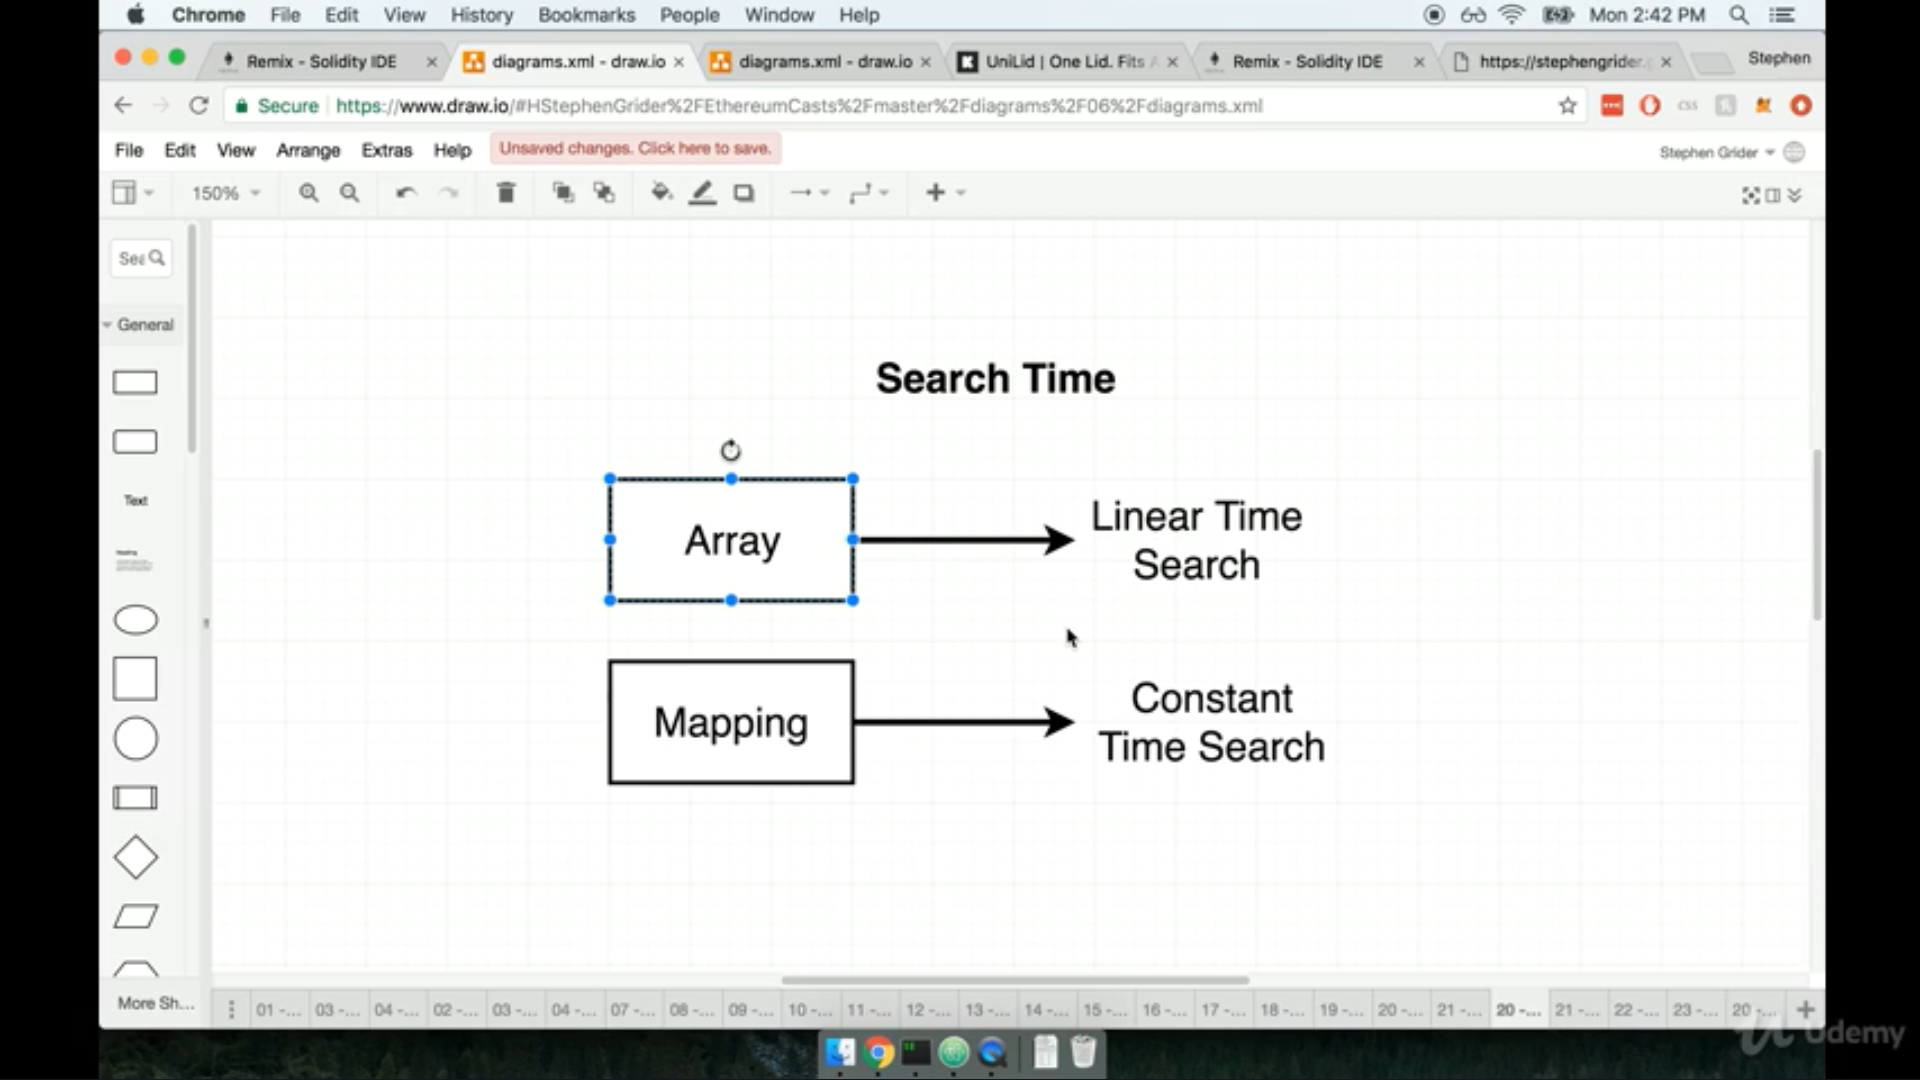 Chrome File Edit View History Bookmarks People Window Help Mon 2:42 PM
Remix - Solidity IDE diagrams.xml - draw.io diagrams.xml - draw.io UniLid | One Lid. Fits Remix - Solidity IDE https://stephengrider. Stephen
Secure https://www.draw.io/#HStephenGrider%2FEthereumCasts%2Fmaster%2Fdiagrams%2F06%2Fdiagrams.xml CSS
File Edit View Arrange Extras Help Unsaved changes. Click here to save. Stephen Grider
150%
Sea
General
Text
Search Time
Array
Linear Time
Search
Mapping
Constant
Time Search
More Sh...
01 -... 03 -... 04 -... 02 -... 03 -... 04 -... 07 -... 08 -... 09 -... 10 -... 11 -... 12 -... 13 -... 14 -... 15 -... 16 -... 17 -... 18 -... 19 -... 20 -... 21 -... 20 -... 21 -... 22 -... 23 -... 20 -...
Udemy